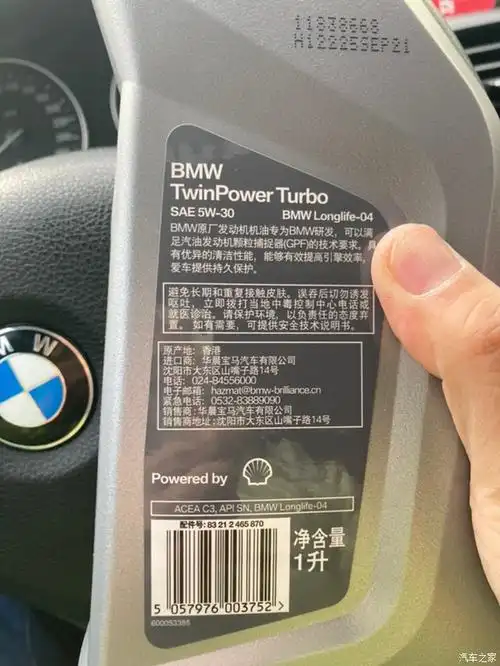 11838668
H12225SEP21
BMW
TwinPower Turbo
SAE 5W-30 BMW Longlife-04
BMW原厂发动机机油专为BMW研发，可以满
足汽油发动机颗粒捕捉器(GPF)的技术要求。具
有优异的清洁性能，能够有效提高引擎效率，
爱车提供持久保护。
避免长期和重复接触皮肤。误吞后切勿诱发
呕吐，立即拨打当地中毒控制中心电话或
就医诊治。请保护环境，以负责任的态度弃
置。如有需要，可提供安全技术说明书。
原产地：香港
进口商：华晨宝马汽车有限公司
沈阳市大东区山嘴子路14号
电话：024-84556000
电子邮箱：hazmat@bmw-brilliance.cn
紧急电话：0532-83889090
销售商：华晨宝马汽车有限公司
销售商地址：沈阳市大东区山嘴子路14号
Powered by
ACEA C3, API SN, BMW Longlife-04
配件号: 83 21 2 465 870
5 057976 003752 >
净含量
1升
600053386
M W
汽车之家